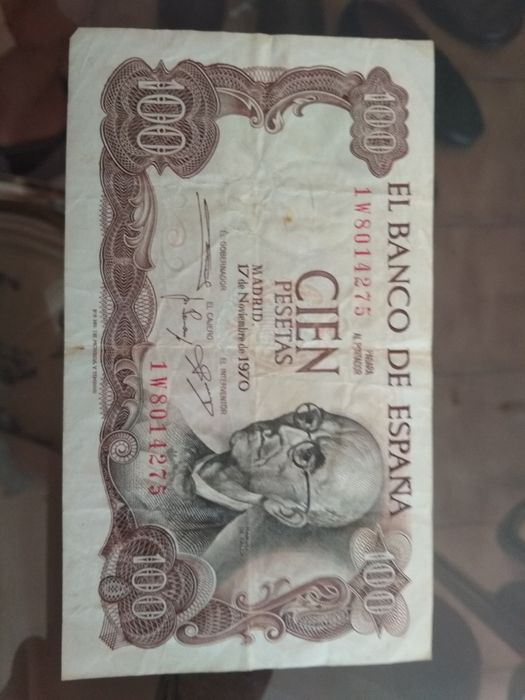 100
100
EL BANCO DE ESPAÑA
1W8014275
PAGARÁ
AL PORTADOR
CIEN
PESETAS
MADRID,
17 de Noviembre de 1970
EL GOBERNADOR
EL CAJERO
EL INTERVENTOR
1W8014275
100
100